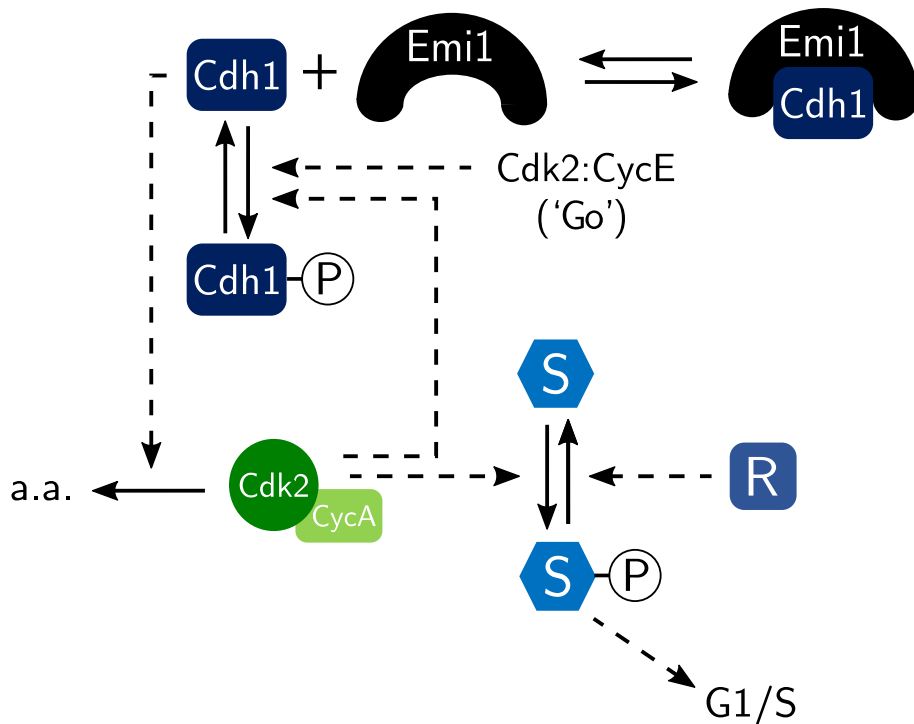 Emi1
Emi1
Cdh1
+
Cdh1
Cdk2:CycE
(‘Go’)
Cdh1
P
S
R
Cdk2
a.a.
CycA
S
P
G1/S